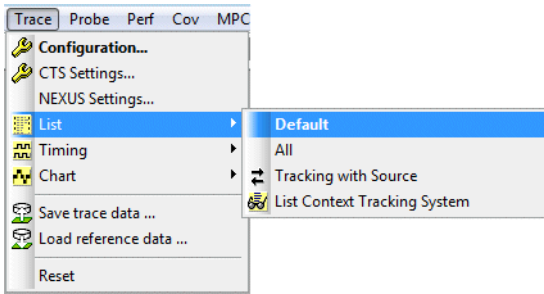 Trace Probe Perf Cov MPC
Configuration...
CTS Settings...
NEXUS Settings...
List
Timing
Chart
Save trace data ...
Load reference data ...
Reset
Default
All
Tracking with Source
List Context Tracking System